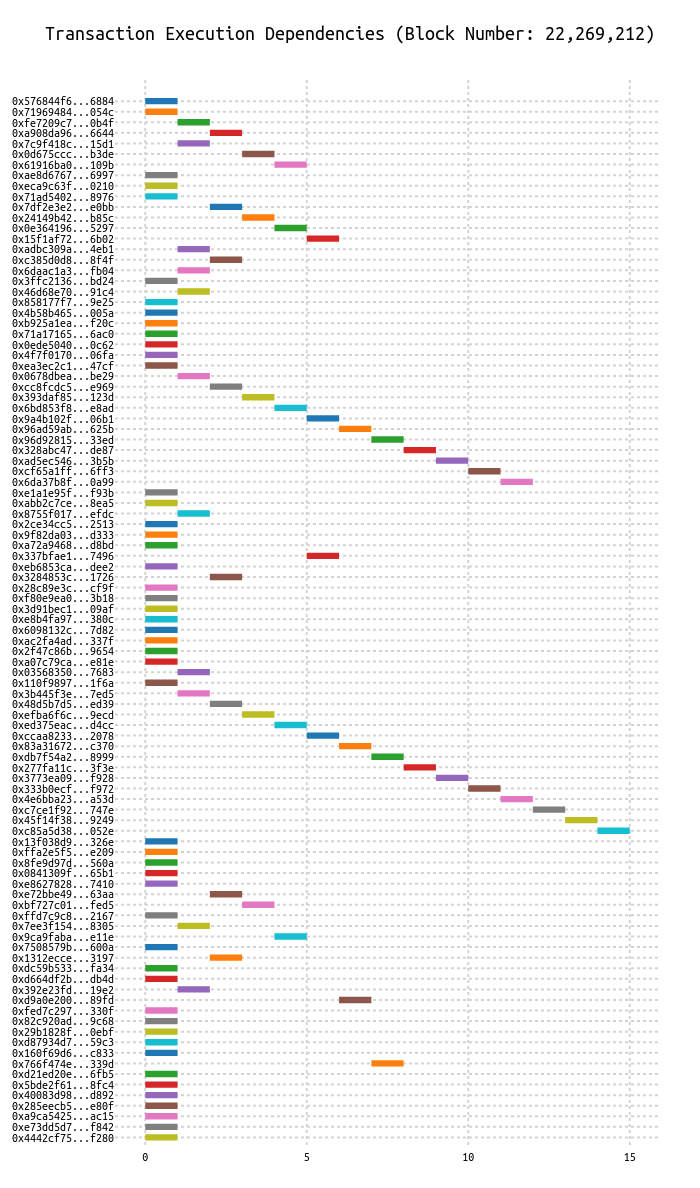 Transaction Execution Dependencies (Block Number: 22,269,212)
0x576844f6...6884
0x71969484...054c
0xfe7209c7...0b4f
0xa908da96...6644
0x7c9f418c...15d1
0x0d675ccc...b3de
0x61916ba0...109b
0xae8d6767...6997
0xeca9c63f...0210
0x71ad5402...8976
0x7df2e3e2...e0bb
0x24149b42...b85c
0x0e364196...5297
0x15f1af72...6b02
0xadbc309a...4eb1
0xc385d0d8...8f4f
0x6daac1a3...fb04
0x3ffc2136...bd24
0x46d68e70...91c4
0x858177f7...9e25
0x4b58b465...005a
0xb925a1ea...f20c
0x71a17165...6ac0
0x0ede5040...0c62
0x4f7f0170...06fa
0xea3ec2c1...47cf
0x0678dbea...be29
0xcc8fcdc5...e969
0x393daf85...123d
0x6bd853f8...e8ad
0x9a4b102f...06b1
0x96ad59ab...625b
0x96d92815...33ed
0x328abc47...de87
0xad5ec546...3b5b
0xcf65a1ff...6ff3
0x6da37b8f...0a99
0xe1a1e95f...f93b
0xabb2c7ce...8ea5
0x8755f017...efdc
0x2ce34cc5...2513
0x9f82da03...d333
0xa72a9468...d8bd
0x337bfae1...7496
0xeb6853ca...dee2
0x3284853c...1726
0x28c89e3c...cf9f
0xf80e9ea0...3b18
0x3d91bec1...09af
0xe8b4fa97...380c
0x6098132c...7d82
0xac2fa4ad...337f
0x2f47c86b...9654
0xa07c79ca...e81e
0x03568350...7683
0x110f9897...1f6a
0x3b445f3e...7ed5
0x48d5b7d5...ed39
0xefba6f6c...9ecd
0xed375eac...d4cc
0xccaa8233...2078
0x83a31672...c370
0xdb7f54a2...8999
0x277fa11c...3f3e
0x3773ea09...f928
0x333b0ecf...f972
0x4e6bba23...a53d
0xc7ce1f92...747e
0x45f14f38...9249
0xc85a5d38...052e
0x13f038d9...326e
0xffa2e5f5...e209
0x8fe9d97d...560a
0x0841309f...65b1
0xe8627828...7410
0xe72bbe49...63aa
0xbf727c01...fed5
0xffd7c9c8...2167
0x7ee3f154...8305
0x9ca9faba...e11e
0x7508579b...600a
0x1312ecce...3197
0xdc59b533...fa34
0xd664df2b...db4d
0x392e23fd...19e2
0xd9a0e200...89fd
0xfed7c297...330f
0x82c920ad...9c68
0x29b1828f...0ebf
0xd87934d7...59c3
0x160f69d6...c833
0x766f474e...339d
0xd21ed20e...6fb5
0x5bde2f61...8fc4
0x40083d98...d892
0x285eecb5...e80f
0xa9ca5425...ac15
0xe73dd5d7...f842
0x4442cf75...f280
0 5 10 15